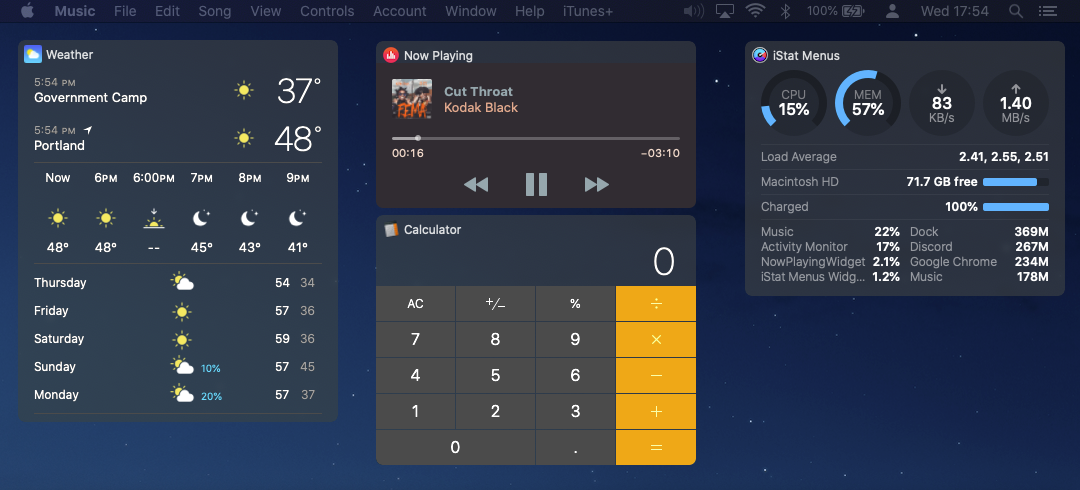 Music File Edit Song View Controls Account Window Help iTunes+ 100% Wed 17:54
Weather
5:54 PM
Government Camp
37°
5:54 PM
Portland
48°
Now 6PM 6:00PM 7PM 8PM 9PM
48° 48° -- 45° 43° 41°
Thursday 54 34
Friday 57 36
Saturday 59 36
Sunday 10% 57 45
Monday 20% 57 37
Now Playing
Cut Throat
Kodak Black
00:16 −03:10
Calculator
0
AC +/− % ÷
7 8 9 ×
4 5 6 −
1 2 3 +
0 . =
iStat Menus
CPU
15%
MEM
57%
83
KB/s
1.40
MB/s
Load Average 2.41, 2.55, 2.51
Macintosh HD 71.7 GB free
Charged 100%
Music 22% Dock 369M
Activity Monitor 17% Discord 267M
NowPlayingWidget 2.1% Google Chrome 234M
iStat Menus Widg... 1.2% Music 178M